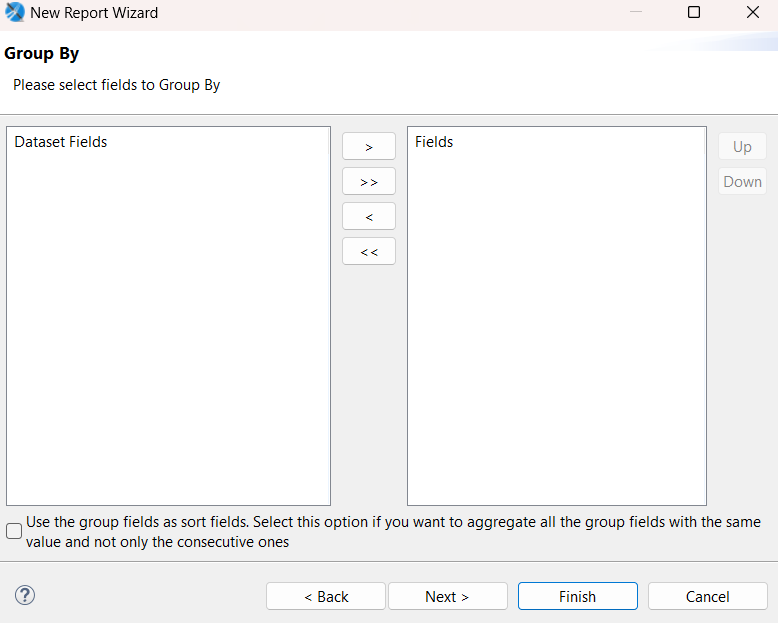 New Report Wizard
Group By
Please select fields to Group By
Dataset Fields
>
>>
<
<<
Fields
Up
Down
Use the group fields as sort fields. Select this option if you want to aggregate all the group fields with the same
value and not only the consecutive ones
?
< Back
Next >
Finish
Cancel